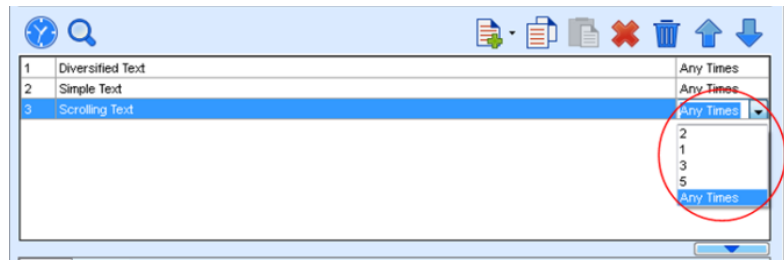 1 Diversified Text Any Times
2 Simple Text Any Times
3 Scrolling Text Any Times
2
1
3
5
Any Times